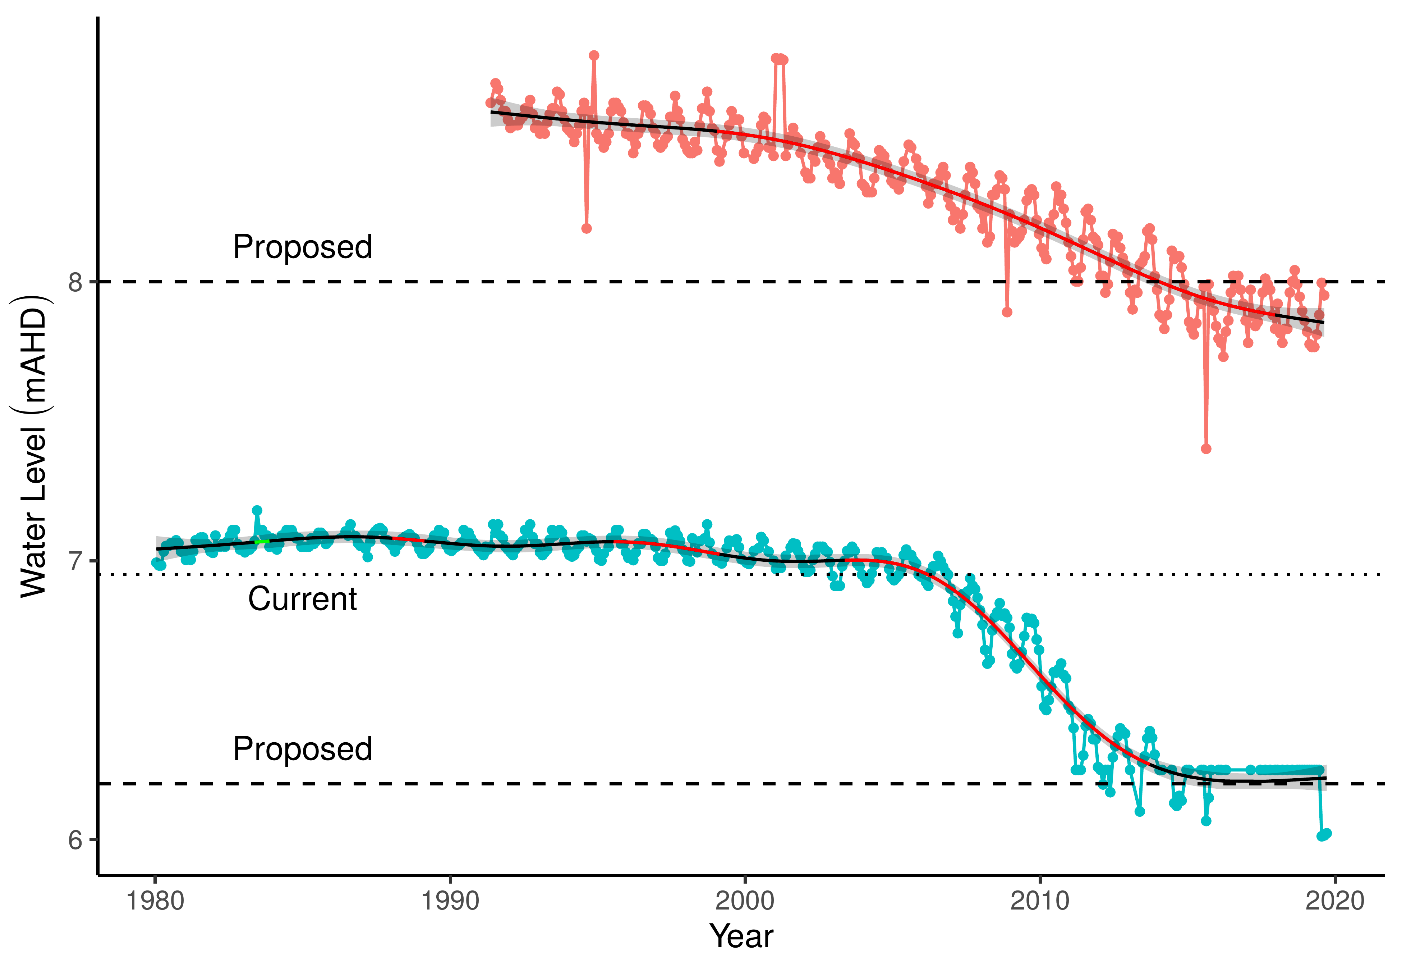 Proposed
8
Water Level (mAHD)
7
Current
Proposed
6
1980 1990 2000 2010 2020
Year